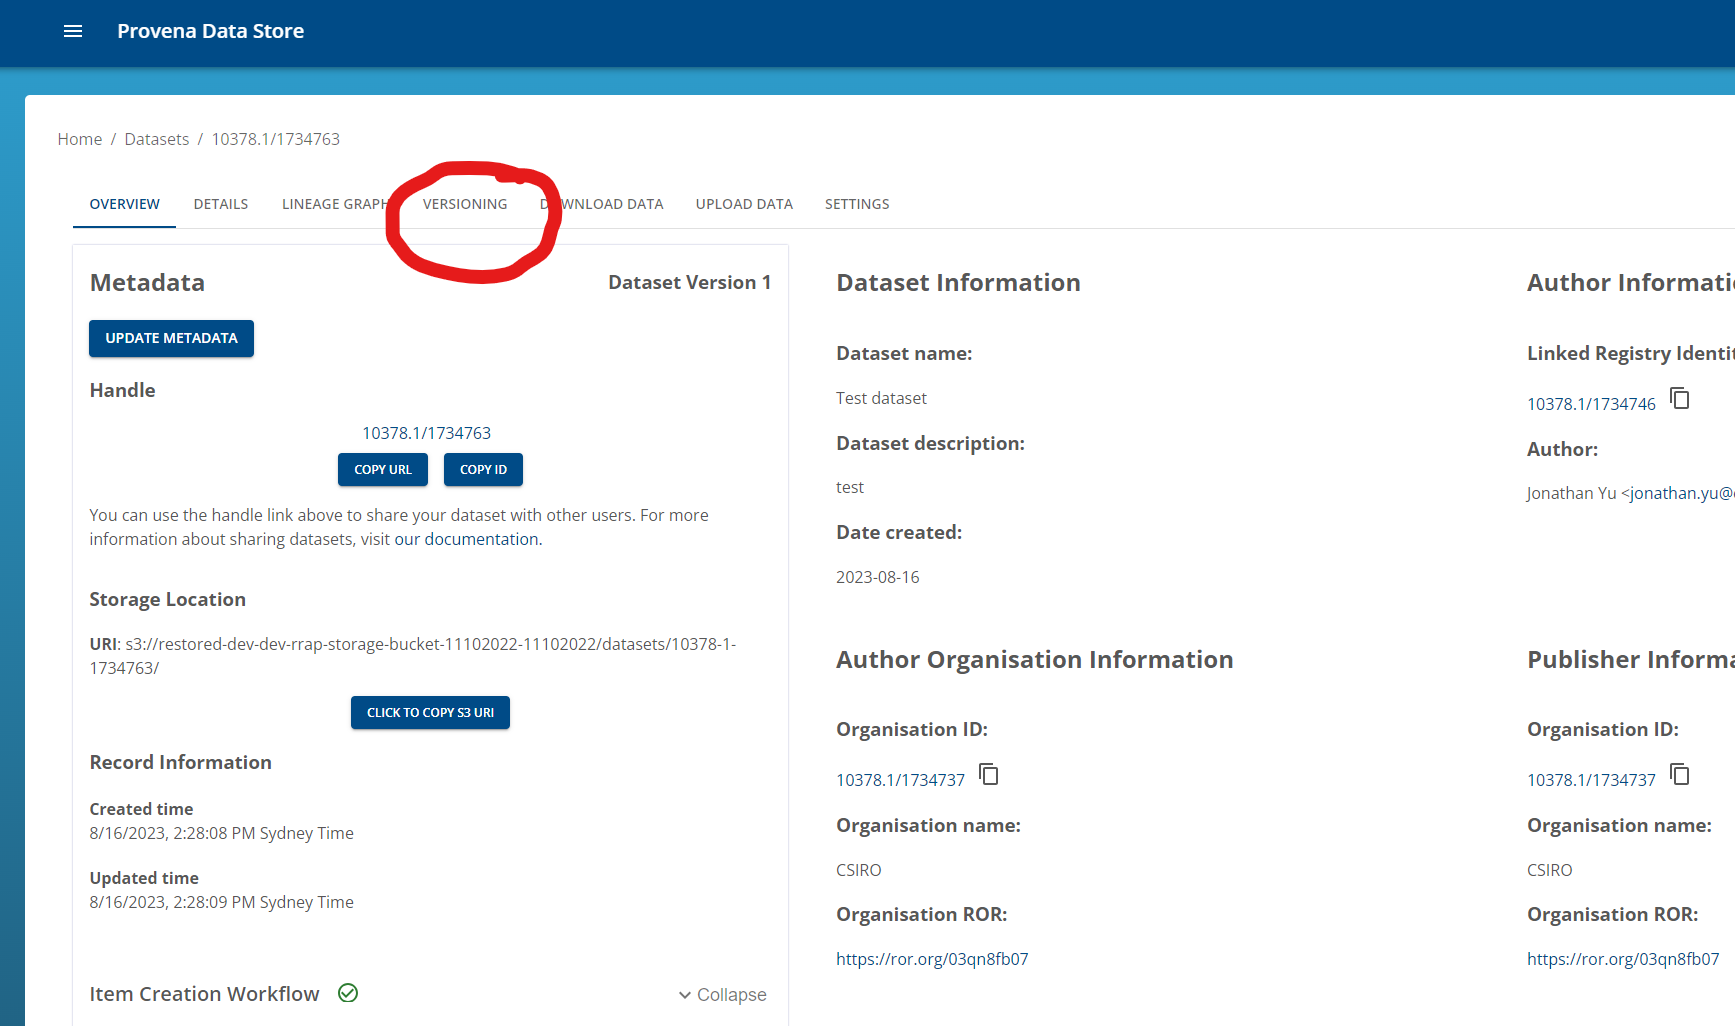 Provena Data Store
Home / Datasets / 10378.1/1734763
OVERVIEW DETAILS LINEAGE GRAPH VERSIONING DOWNLOAD DATA UPLOAD DATA SETTINGS
Metadata
Dataset Version 1
UPDATE METADATA
Handle
10378.1/1734763
COPY URL COPY ID
You can use the handle link above to share your dataset with other users. For more
information about sharing datasets, visit our documentation.
Storage Location
URI: s3://restored-dev-dev-rrap-storage-bucket-11102022-11102022/datasets/10378-1-
1734763/
CLICK TO COPY S3 URI
Record Information
Created time
8/16/2023, 2:28:08 PM Sydney Time
Updated time
8/16/2023, 2:28:09 PM Sydney Time
Item Creation Workflow
Collapse
Dataset Information
Dataset name:
Test dataset
Dataset description:
test
Date created:
2023-08-16
Author Organisation Information
Organisation ID:
10378.1/1734737
Organisation name:
CSIRO
Organisation ROR:
https://ror.org/03qn8fb07
Author Informati
Linked Registry Identit
10378.1/1734746
Author:
Jonathan Yu <jonathan.yu@
Publisher Informa
Organisation ID:
10378.1/1734737
Organisation name:
CSIRO
Organisation ROR:
https://ror.org/03qn8fb07